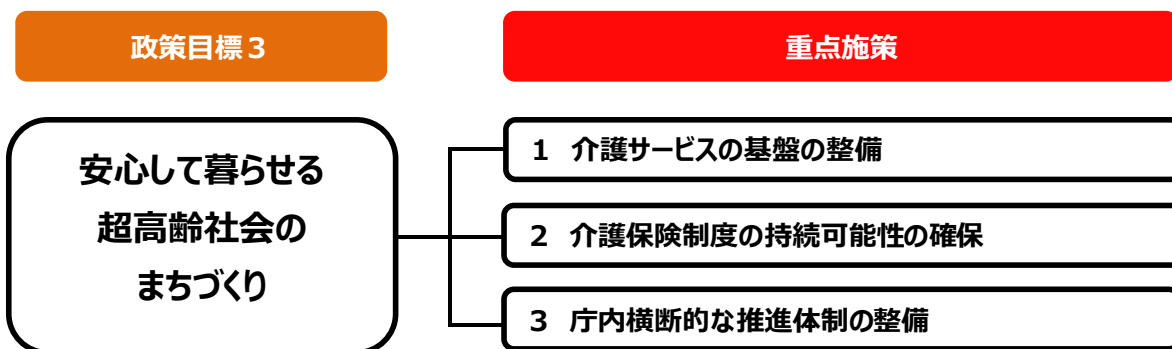 政策目標３
重点施策
安心して暮らせる
超高齢社会の
まちづくり
1 介護サービスの基盤の整備
2 介護保険制度の持続可能性の確保
3 庁内横断的な推進体制の整備